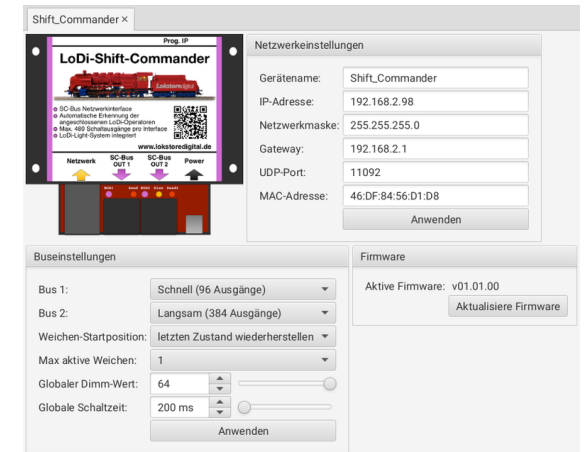 Shift_Commander ×
Prog. IP
LoDi-Shift-Commander
Lokstoredigital
SC-Bus Netzwerkinterface
Automatische Erkennung der
angeschlossenen LoDi-Operatoren
Max. 480 Schaltausgänge pro Interface
LoDi-Light-System integriert
www.lokstoredigital.de
Netzwerk
SC-Bus
OUT 1
SC-Bus
OUT 2
Power
Netzwerkeinstellungen
Gerätename: Shift_Commander
IP-Adresse: 192.168.2.98
Netzwerkmaske: 255.255.255.0
Gateway: 192.168.2.1
UDP-Port: 11092
MAC-Adresse: 46:DF:84:56:D1:D8
Anwenden
Buseinstellungen
Bus 1: Schnell (96 Ausgänge)
Bus 2: Langsam (384 Ausgänge)
Weichen-Startposition: letzten Zustand wiederherstellen
Max aktive Weichen: 1
Globaler Dimm-Wert: 64
Globale Schaltzeit: 200 ms
Anwenden
Firmware
Aktive Firmware: v01.01.00
Aktualisiere Firmware